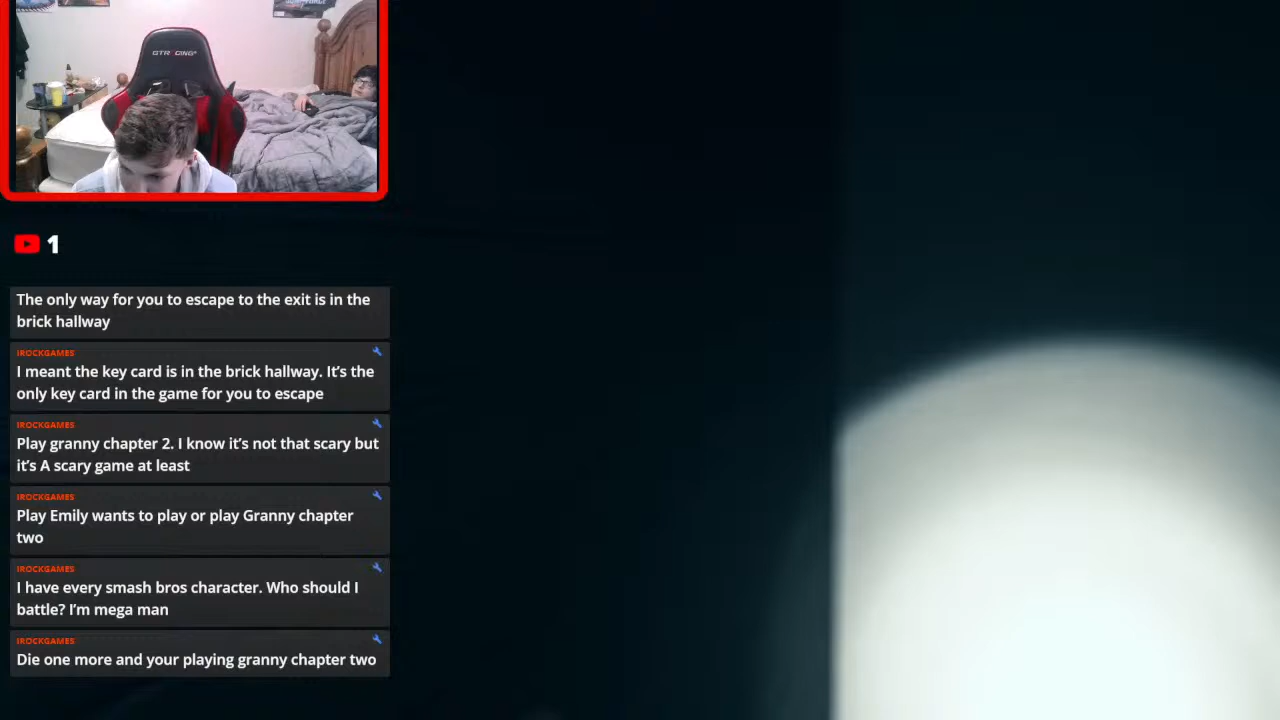 GTRACING
1
The only way for you to escape to the exit is in the
brick hallway
IROCKGAMES
I meant the key card is in the brick hallway. It's the
only key card in the game for you to escape
IROCKGAMES
Play granny chapter 2. I know it's not that scary but
it's A scary game at least
IROCKGAMES
Play Emily wants to play or play Granny chapter
two
IROCKGAMES
I have every smash bros character. Who should I
battle? I'm mega man
IROCKGAMES
Die one more and your playing granny chapter two